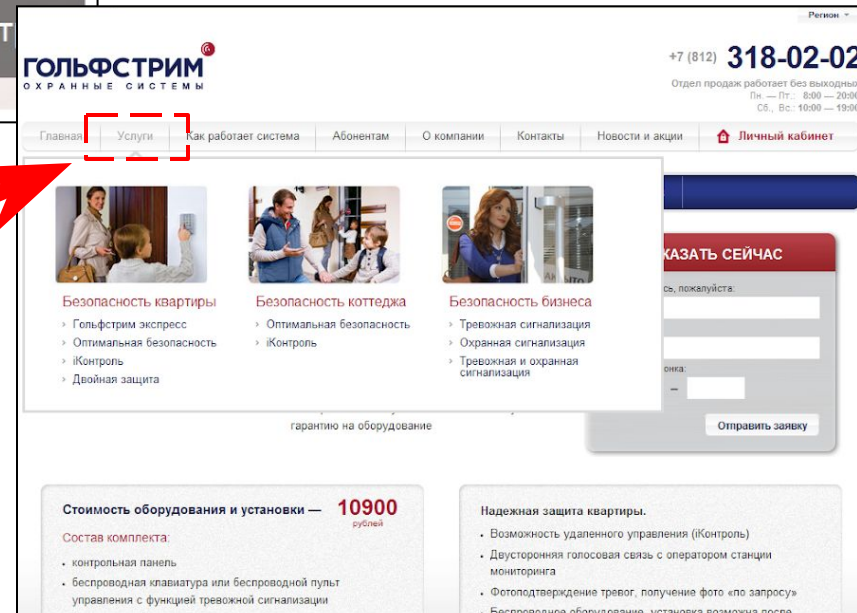 Регион
ГОЛЬФСТРИМ
ОХРАННЫЕ СИСТЕМЫ
+7 (812) 318-02-02
Отдел продаж работает без выходных
Пн. — Пт.: 8:00 — 20:00
Сб., Вс.: 10:00 — 19:00
Главная Услуги Как работает система Абонентам О компании Контакты Новости и акции Личный кабинет
Безопасность квартиры
› Гольфстрим экспресс
› Оптимальная безопасность
› iКонтроль
› Двойная защита
Безопасность коттеджа
› Оптимальная безопасность
› iКонтроль
Безопасность бизнеса
› Тревожная сигнализация
› Охранная сигнализация
› Тревожная и охранная
сигнализация
КАЗАТЬ СЕЙЧАС
сь, пожалуйста:
онка:
–
Отправить заявку
гарантию на оборудование
Стоимость оборудования и установки — 10900
рублей
Состав комплекта:
• контрольная панель
• беспроводная клавиатура или беспроводной пульт
управления с функцией тревожной сигнализации
Надежная защита квартиры.
• Возможность удаленного управления (iКонтроль)
• Двусторонняя голосовая связь с оператором станции
мониторинга
• Фотоподтверждение тревог, получение фото «по запросу»
• Беспроводное оборудование, установка возможна после